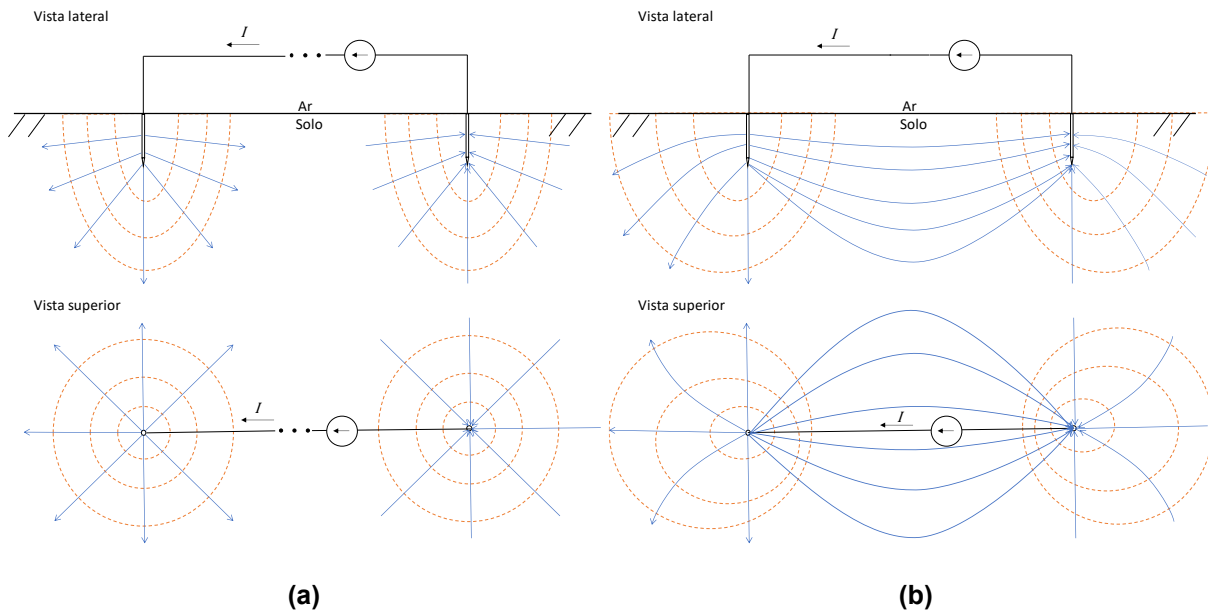 Vista lateral
I
Ar
Solo
Vista superior
I
(a)
Vista lateral
I
Ar
Solo
Vista superior
I
(b)